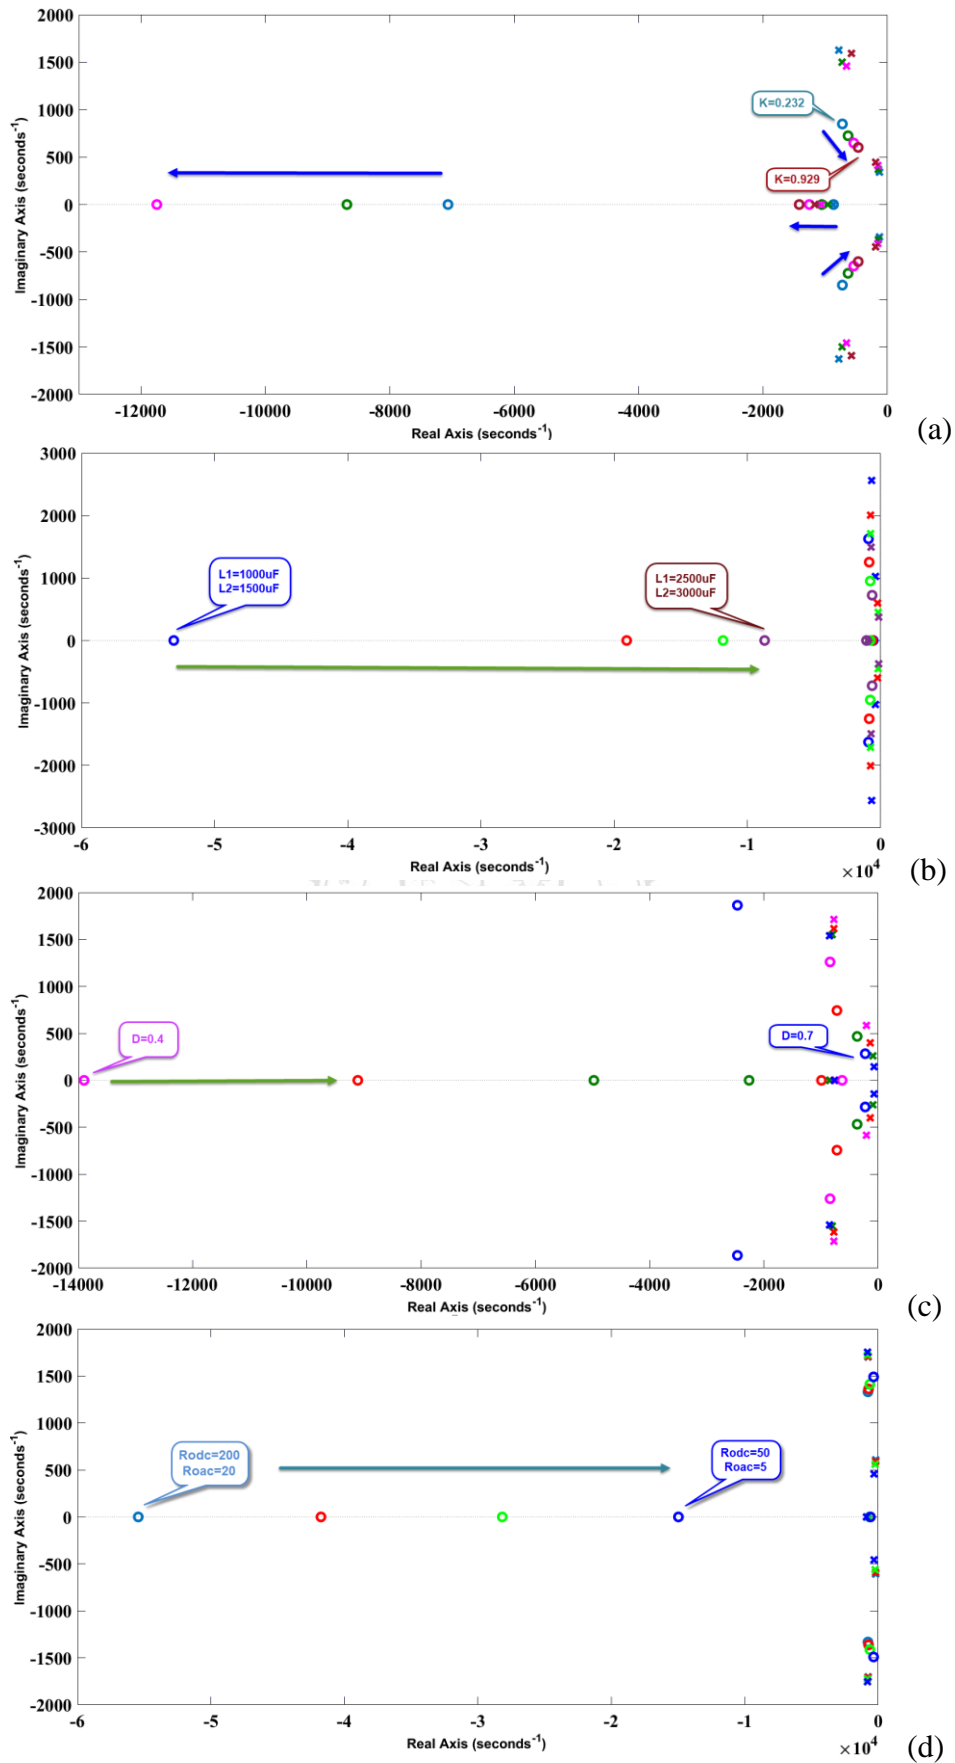 2000
1500
1000
500
0
-500
-1000
-1500
-2000
Imaginary Axis (seconds-1)
K=0.232
K=0.929
-12000
-10000
-8000
-6000
-4000
-2000
0
Real Axis (seconds-1)
(a)
3000
2000
1000
0
-1000
-2000
-3000
Imaginary Axis (seconds-1)
L1=1000uF
L2=1500uF
L1=2500uF
L2=3000uF
-6
-5
-4
-3
-2
-1
0
Real Axis (seconds-1)
×10⁴
(b)
2000
1500
1000
500
0
-500
-1000
-1500
-2000
Imaginary Axis (seconds-1)
D=0.4
D=0.7
-14000
-12000
-10000
-8000
-6000
-4000
-2000
0
Real Axis (seconds-1)
(c)
2000
1500
1000
500
0
-500
-1000
-1500
-2000
Imaginary Axis (seconds-1)
Rodc=200
Roac=20
Rodc=50
Roac=5
-6
-5
-4
-3
-2
-1
0
Real Axis (seconds-1)
×10⁴
(d)